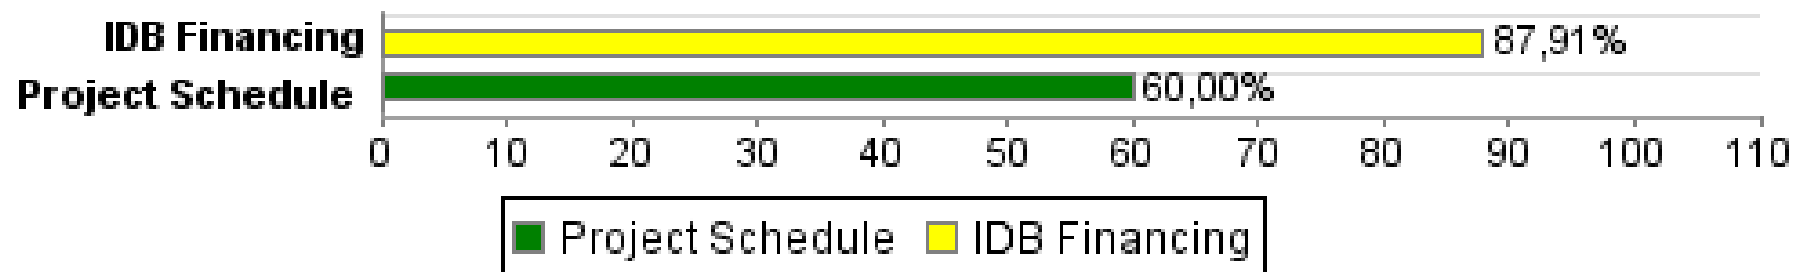 IDB Financing 87,91%
Project Schedule 60,00%
0 10 20 30 40 50 60 70 80 90 100 110
Project Schedule IDB Financing